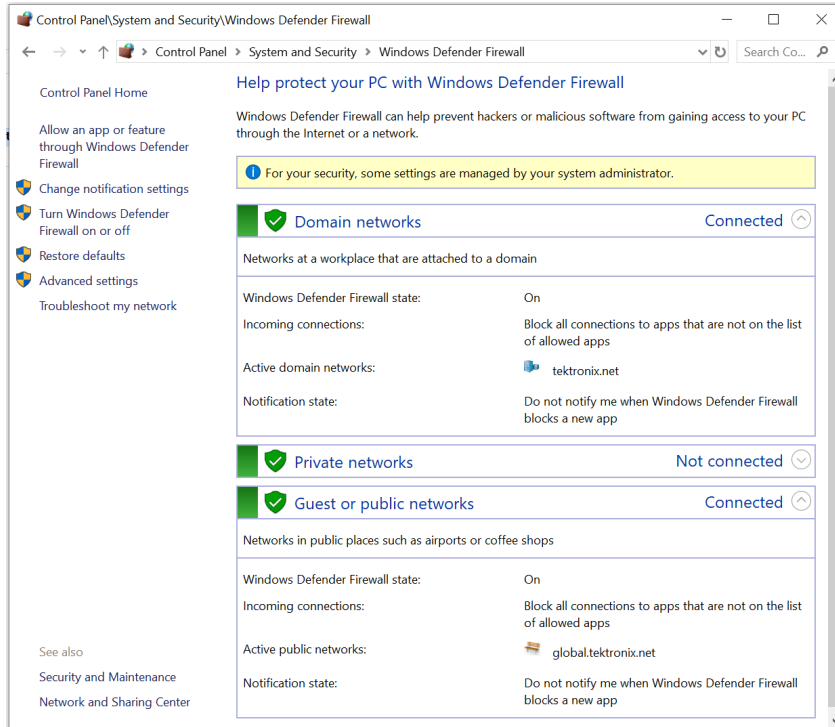 Control Panel\System and Security\Windows Defender Firewall
Control Panel > System and Security > Windows Defender Firewall
Search Co...
Control Panel Home
Allow an app or feature
through Windows Defender
Firewall
Change notification settings
Turn Windows Defender
Firewall on or off
Restore defaults
Advanced settings
Troubleshoot my network
See also
Security and Maintenance
Network and Sharing Center
Help protect your PC with Windows Defender Firewall
Windows Defender Firewall can help prevent hackers or malicious software from gaining access to your PC
through the Internet or a network.
For your security, some settings are managed by your system administrator.
Domain networks Connected
Networks at a workplace that are attached to a domain
Windows Defender Firewall state: On
Incoming connections: Block all connections to apps that are not on the list
of allowed apps
Active domain networks: tektronix.net
Notification state: Do not notify me when Windows Defender Firewall
blocks a new app
Private networks Not connected
Guest or public networks Connected
Networks in public places such as airports or coffee shops
Windows Defender Firewall state: On
Incoming connections: Block all connections to apps that are not on the list
of allowed apps
Active public networks: global.tektronix.net
Notification state: Do not notify me when Windows Defender Firewall
blocks a new app